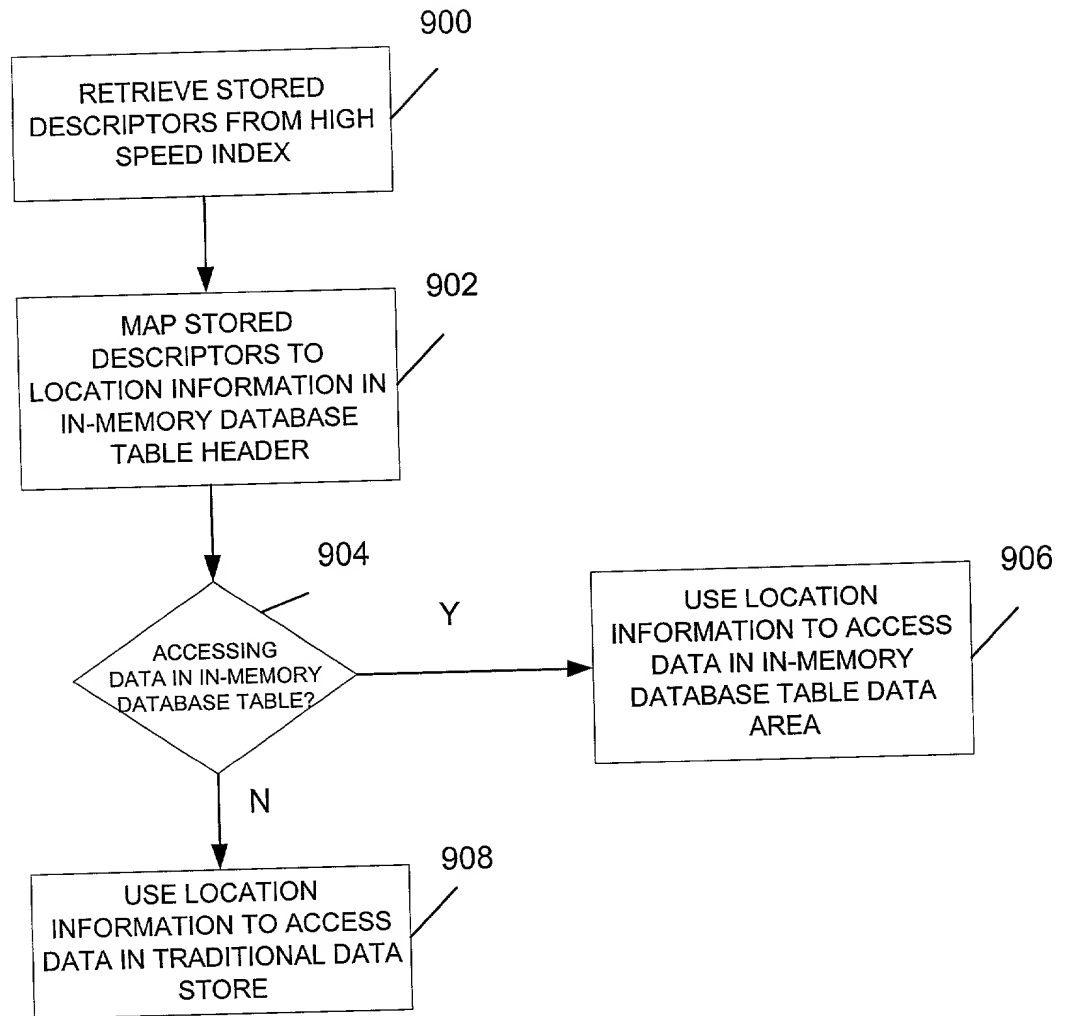 900
RETRIEVE STORED
DESCRIPTORS FROM HIGH
SPEED INDEX
902
MAP STORED
DESCRIPTORS TO
LOCATION INFORMATION IN
IN-MEMORY DATABASE
TABLE HEADER
904
ACCESSING
DATA IN IN-MEMORY
DATABASE TABLE?
Y
906
USE LOCATION
INFORMATION TO ACCESS
DATA IN IN-MEMORY
DATABASE TABLE DATA
AREA
N
908
USE LOCATION
INFORMATION TO ACCESS
DATA IN TRADITIONAL DATA
STORE